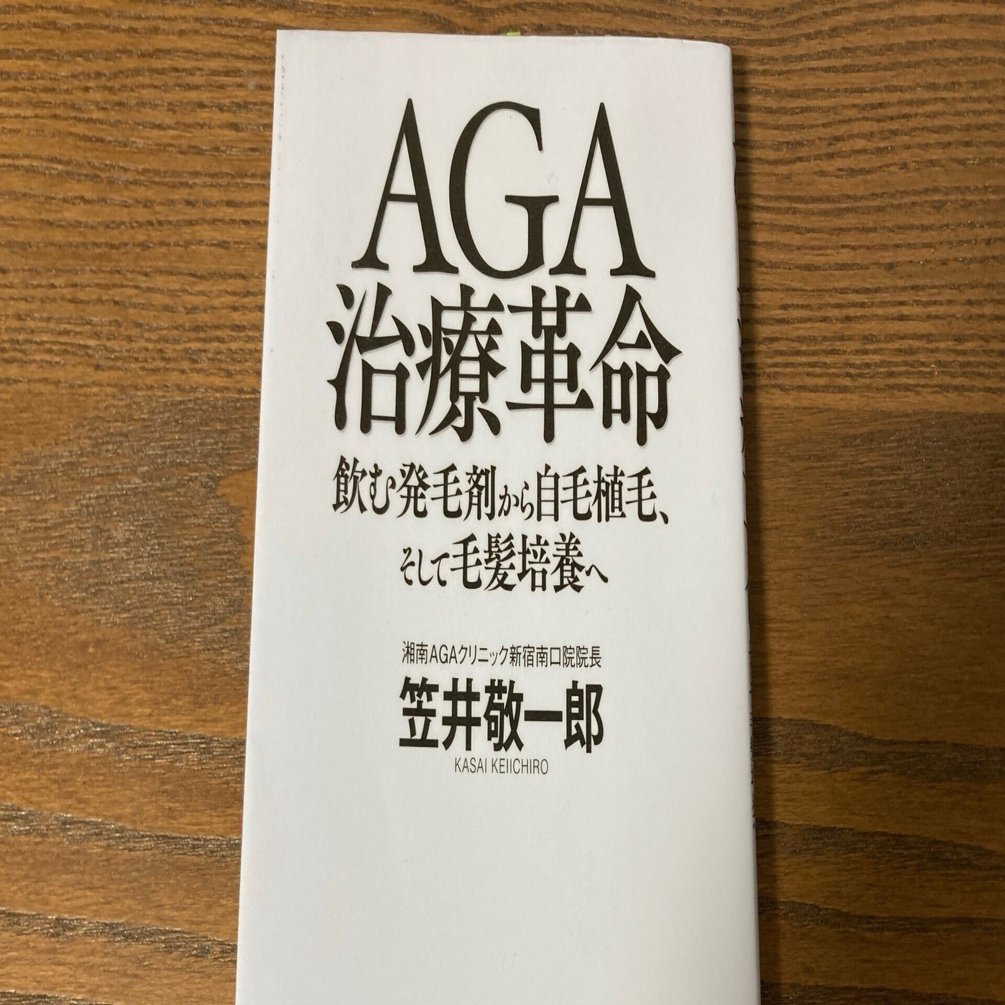 AGA
治療革命
飲む発毛剤から自毛植毛、
そして毛髪培養へ
湘南AGAクリニック新宿南口院院長
笠井敬一郎
KASAI KEIICHIRO